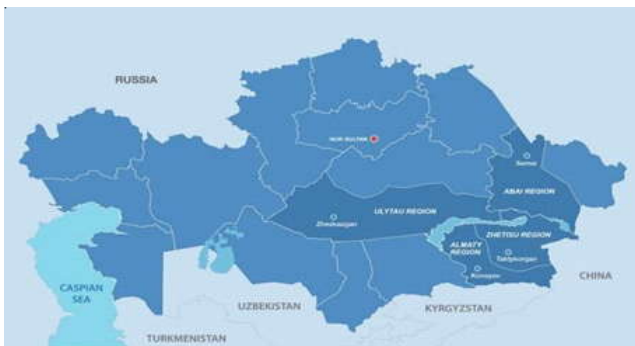 RUSSIA
NUR-SULTAN
Semei
ABAI REGION
ULYTAU REGION
Zhezkazgan
ZHETISU REGION
ALMATY
REGION
Taldykorgan
Konayev
CHINA
CASPIAN
SEA
UZBEKISTAN
KYRGYZSTAN
TURKMENISTAN